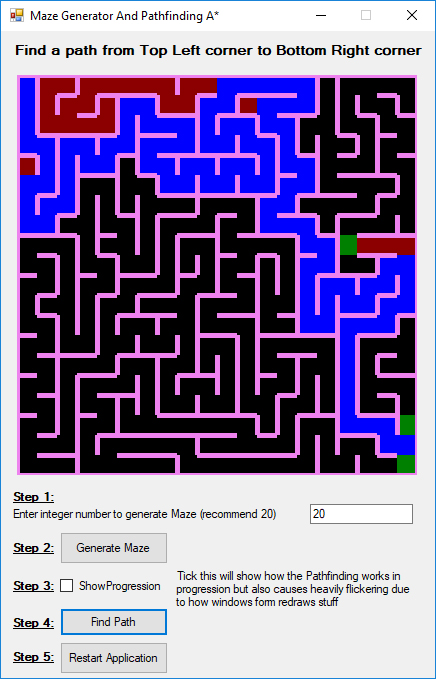 Maze Generator And Pathfinding A*
Find a path from Top Left corner to Bottom Right corner
Step 1:
Enter integer number to generate Maze (recommend 20)
20
Step 2:
Generate Maze
Step 3:
ShowProgression
Tick this will show how the Pathfinding works in
progression but also causes heavily flickering due
to how windows form redraws stuff
Step 4:
Find Path
Step 5:
Restart Application